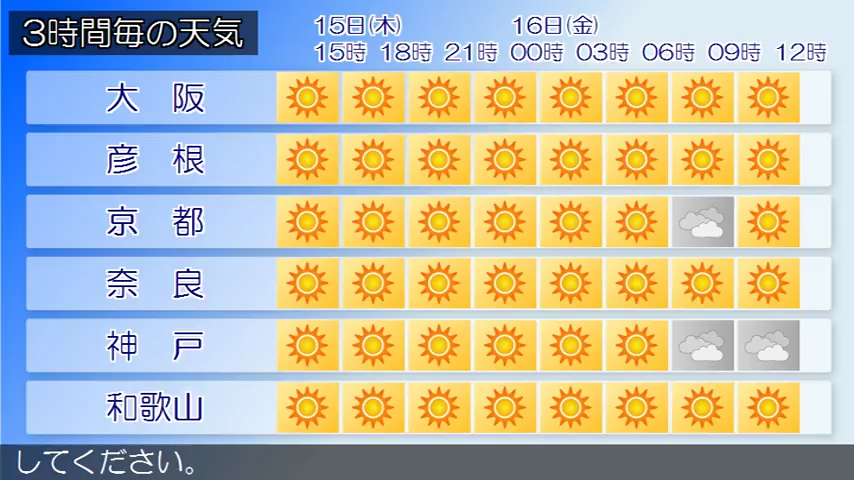 3時間毎の天気
15日(木) 16日(金)
15時 18時 21時 00時 03時 06時 09時 12時
大 阪
彦 根
京 都
奈 良
神 戸
和歌山
してください。